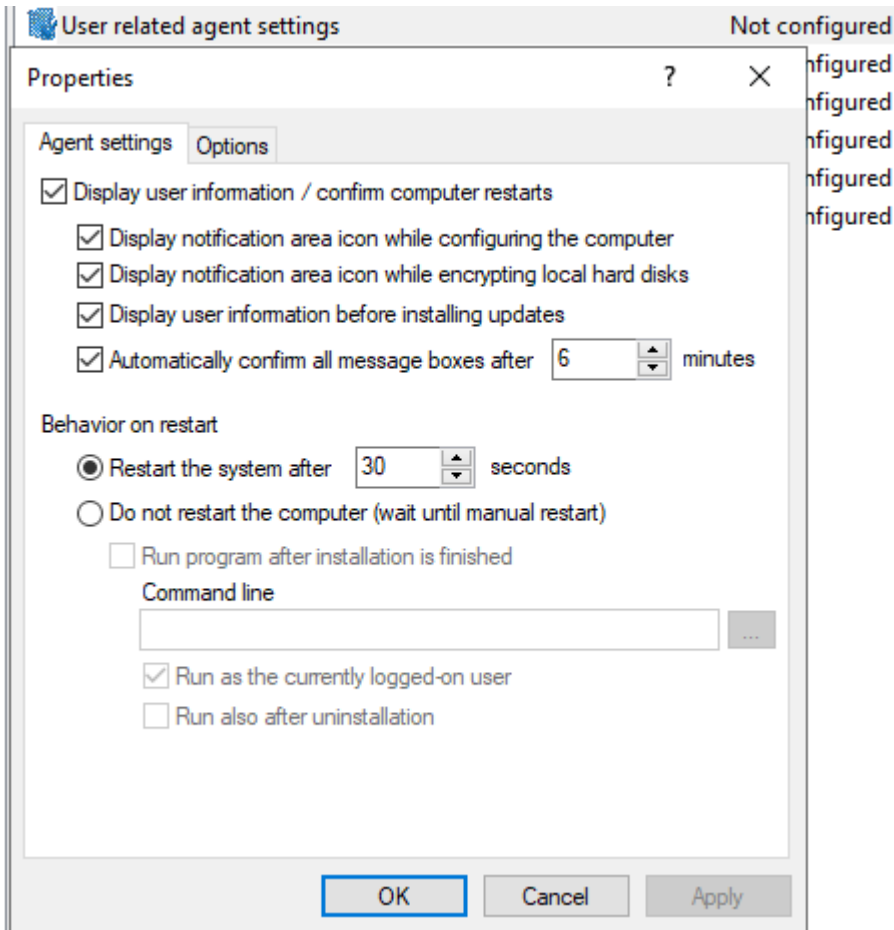 User related agent settings Not configured
Properties ? nfigured
nfigured
Agent settings Options nfigured
Display user information / confirm computer restarts nfigured
Display notification area icon while configuring the computer nfigured
Display notification area icon while encrypting local hard disks
Display user information before installing updates
Automatically confirm all message boxes after 6 minutes
Behavior on restart
Restart the system after 30 seconds
Do not restart the computer (wait until manual restart)
Run program after installation is finished
Command line
...
Run as the currently logged-on user
Run also after uninstallation
OK Cancel Apply